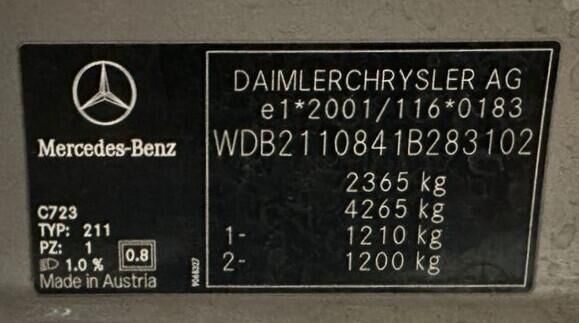 Mercedes-Benz
C723
TYP: 211
PZ: 1
1.0 % 0.8
Made in Austria
DAIMLERCHRYSLER AG
e1*2001/116*0183
WDB2110841B283102
2365 kg
4265 kg
1- 1210 kg
2- 1200 kg